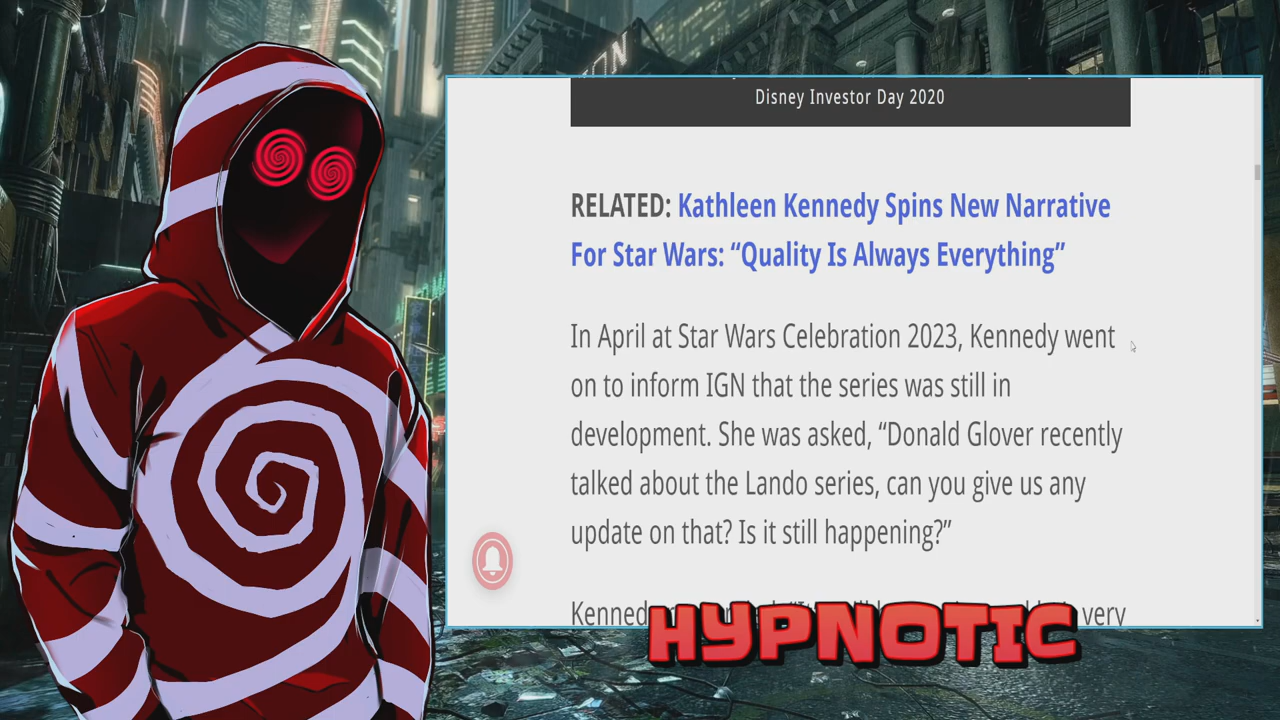 Disney Investor Day 2020
RELATED: Kathleen Kennedy Spins New Narrative
For Star Wars: “Quality Is Always Everything”
In April at Star Wars Celebration 2023, Kennedy went
on to inform IGN that the series was still in
development. She was asked, “Donald Glover recently
talked about the Lando series, can you give us any
update on that? Is it still happening?”
very
HYPNOTIC